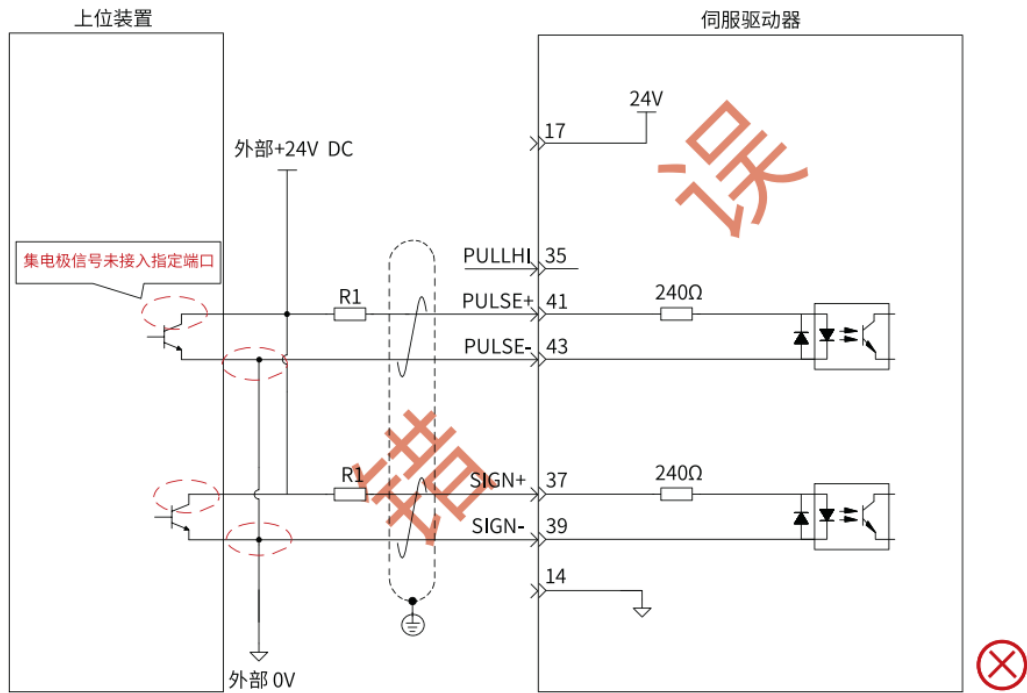 上位装置
伺服驱动器
24V
17
外部+24V DC
误
集电极信号未接入指定端口
PULLHI 35
R1
PULSE+ 41
240Ω
PULSE- 43
错
R1
SIGN+ 37
240Ω
SIGN- 39
14
外部 0V